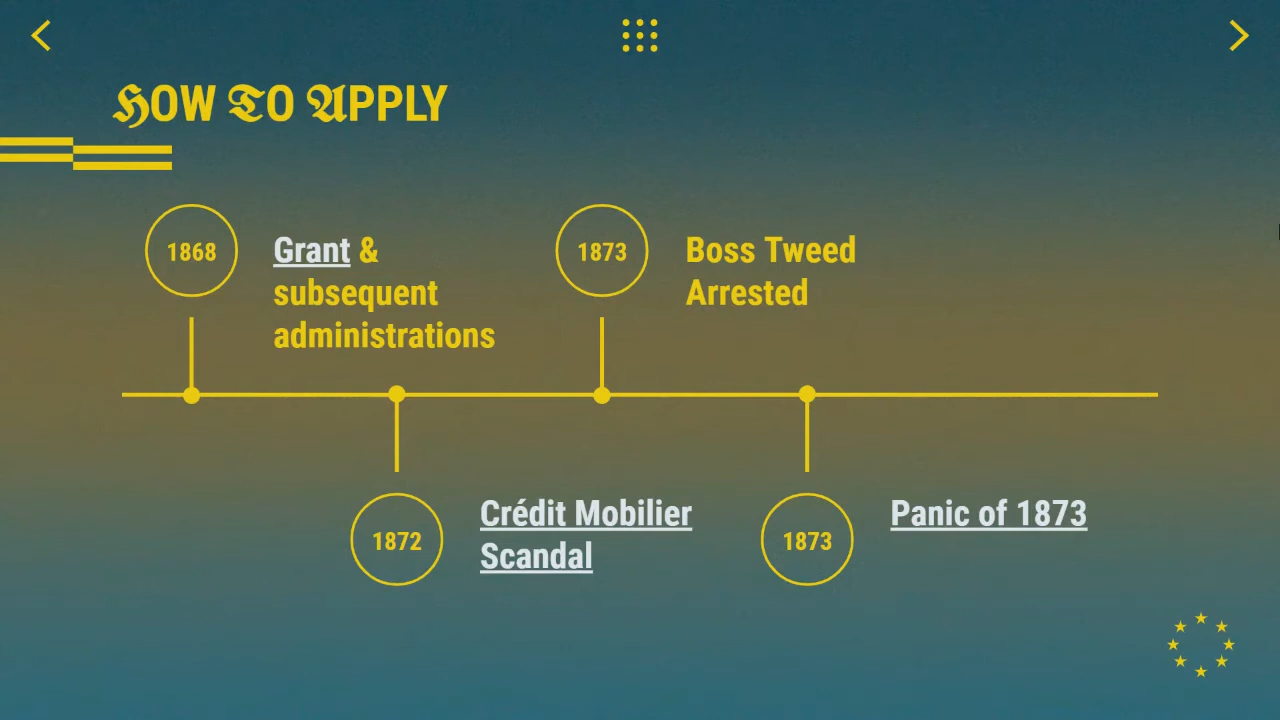 HOW TO APPLY
1868
Grant &
subsequent
administrations
1873
Boss Tweed
Arrested
1872
Crédit Mobilier
Scandal
1873
Panic of 1873